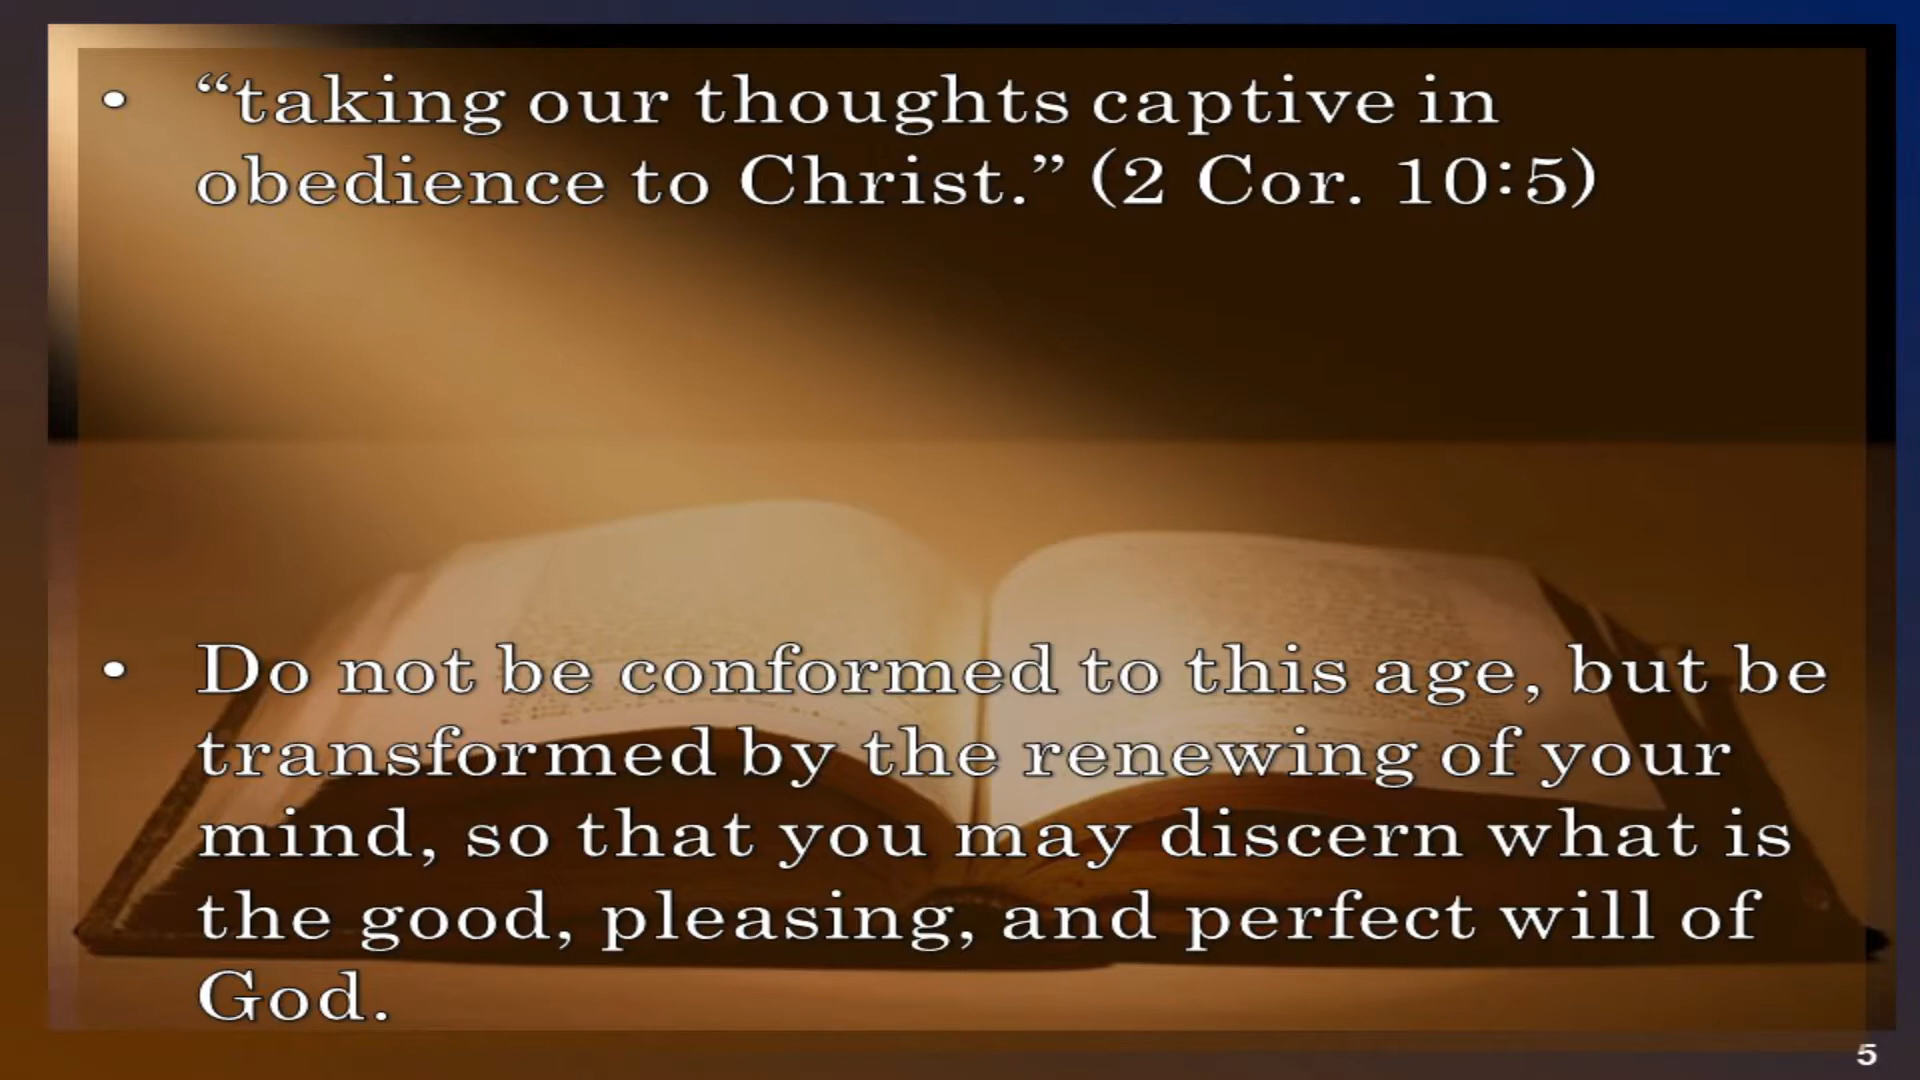 • “taking our thoughts captive in
obedience to Christ.” (2 Cor. 10:5)
• Do not be conformed to this age, but be
transformed by the renewing of your
mind, so that you may discern what is
the good, pleasing, and perfect will of
God.
5